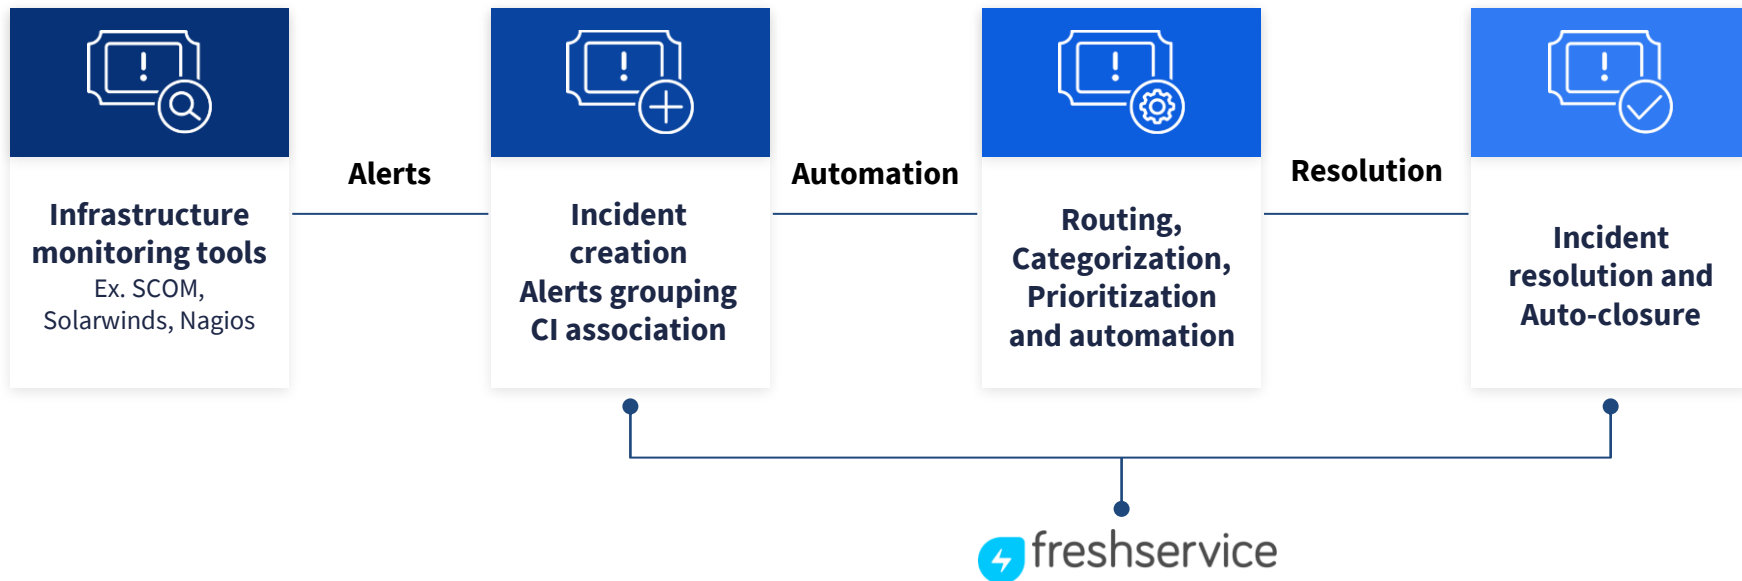 Infrastructure
monitoring tools
Ex. SCOM,
Solarwinds, Nagios
Alerts
Incident
creation
Alerts grouping
CI association
Automation
Routing,
Categorization,
Prioritization
and automation
Resolution
Incident
resolution and
Auto-closure
freshservice